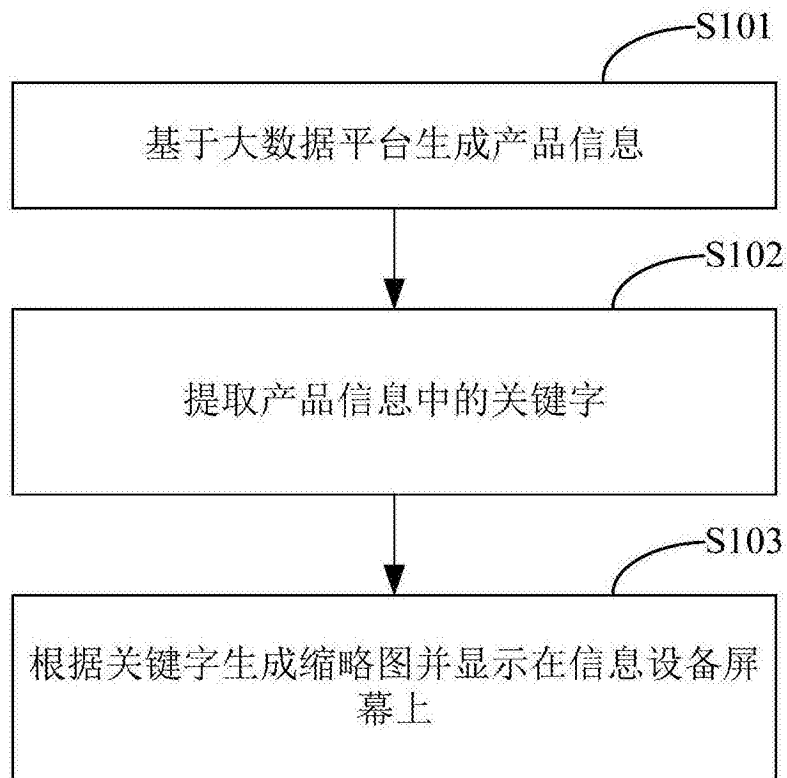 S101
基于大数据平台生成产品信息
S102
提取产品信息中的关键字
S103
根据关键字生成缩略图并显示在信息设备屏
幕上